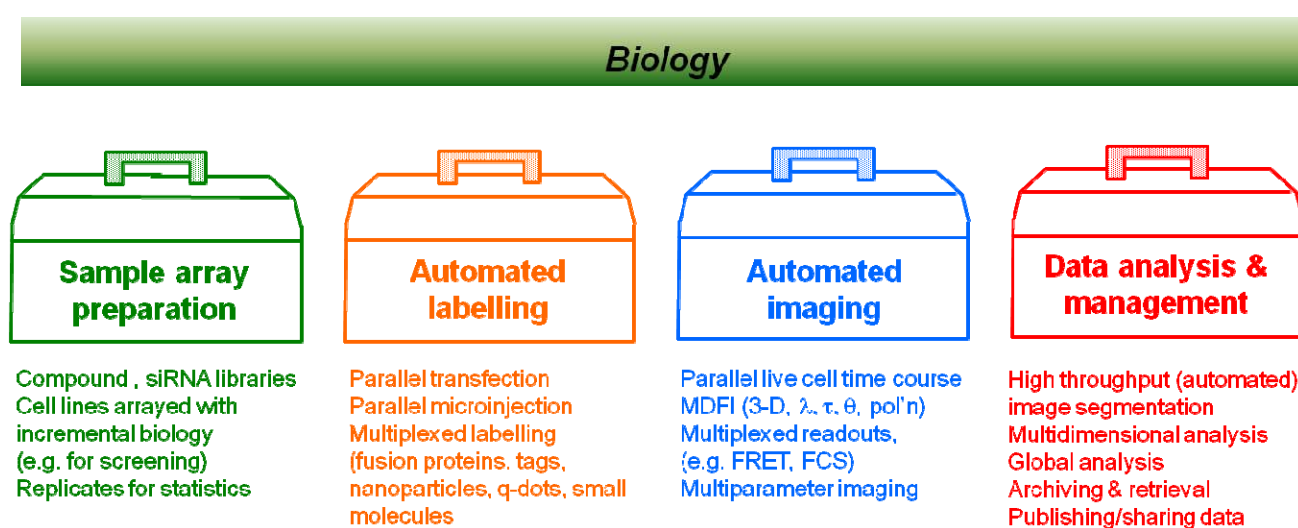 Biology
Sample array
preparation
Compound , siRNA libraries
Cell lines arrayed with
incremental biology
(e.g. for screening)
Replicates for statistics
Automated
labelling
Parallel transfection
Parallel microinjection
Multiplexed labelling
(fusion proteins. tags,
nanoparticles, q-dots, small
molecules
Automated
imaging
Parallel live cell time course
MDFI (3-D, λ, τ, θ, pol'n)
Multiplexed readouts,
(e.g. FRET, FCS)
Multiparameter imaging
Data analysis &
management
High throughput (automated)
image segmentation
Multidimensional analysis
Global analysis
Archiving & retrieval
Publishing/sharing data